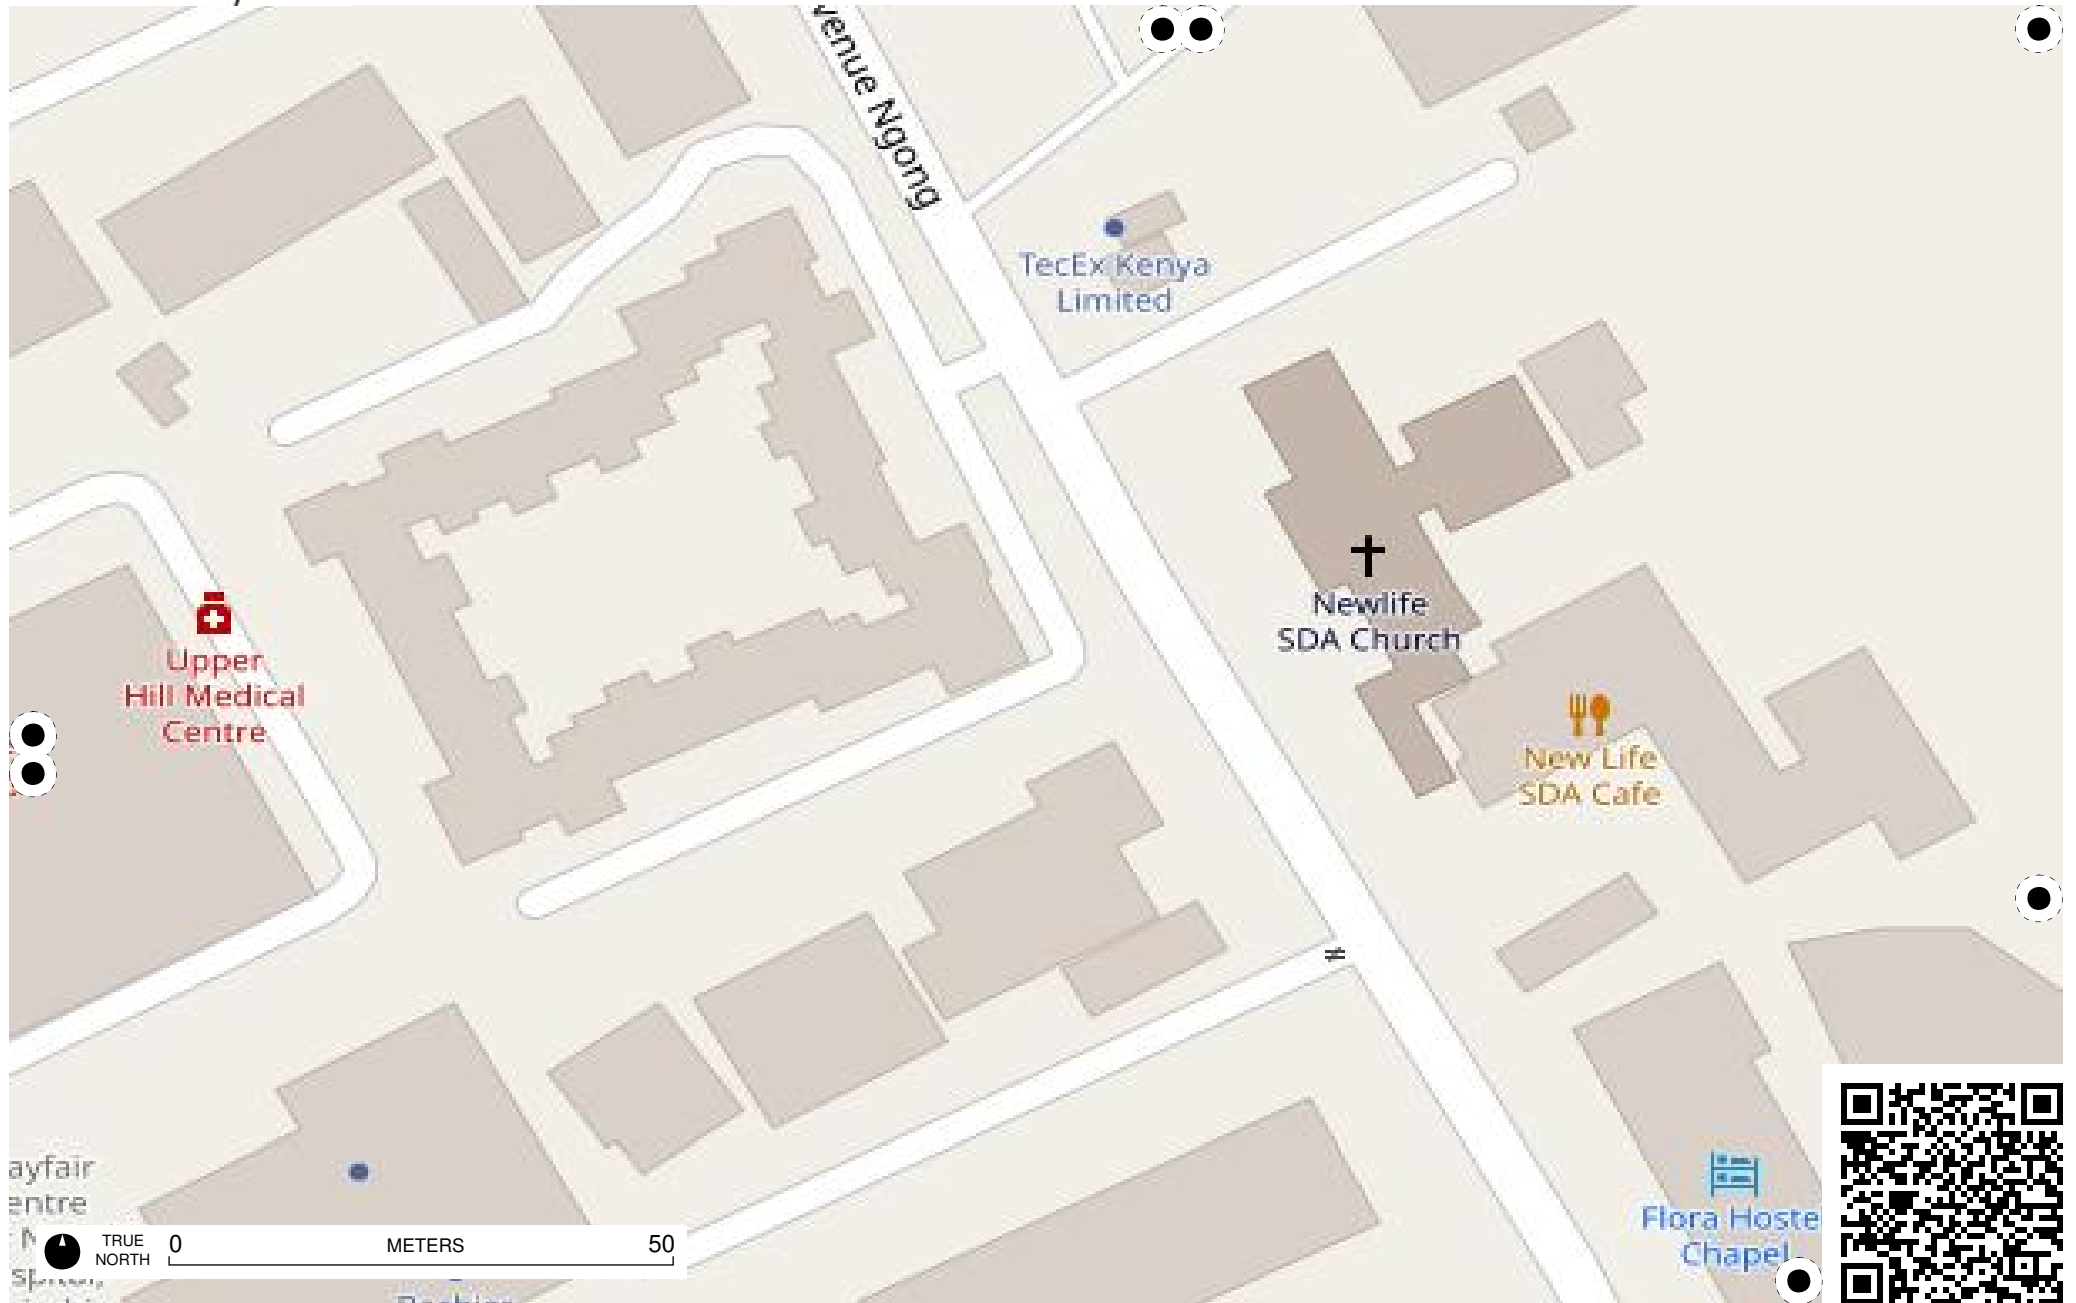 venue Ngong
TecEx Kenya
Limited
Newlife
SDA Church
Upper
Hill Medical
Centre
New Life
SDA Cafe
≠
ayfair
entre
Flora Hoste
Chapel
TRUE
NORTH
0 METERS 50